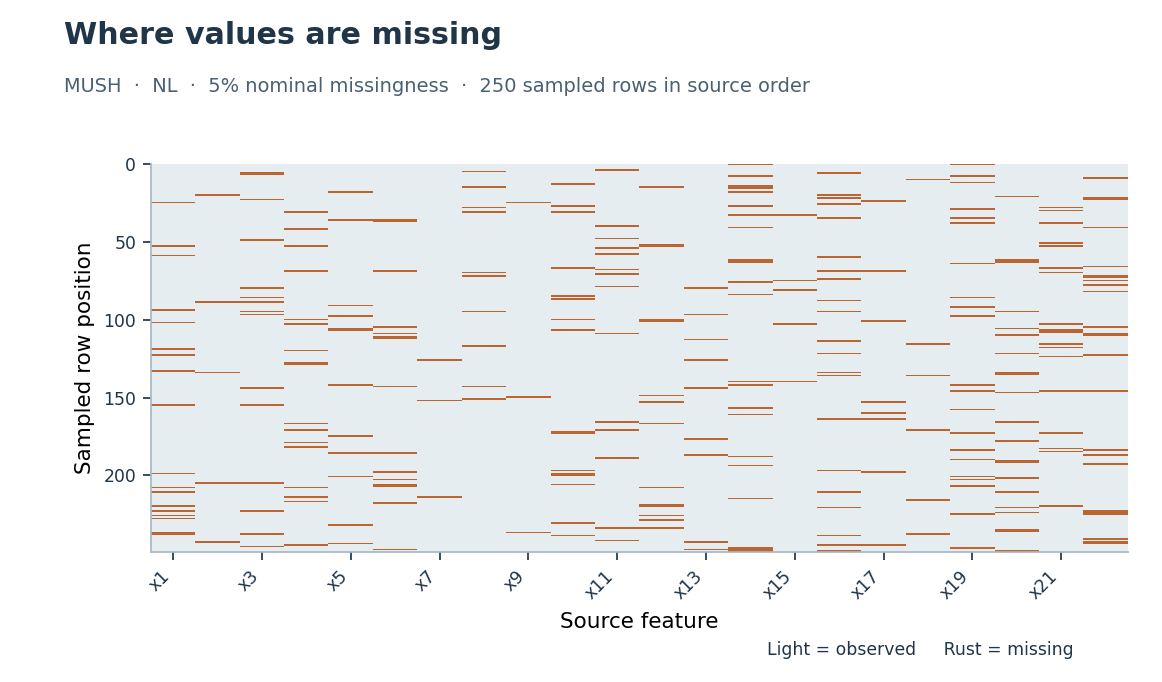 Where values are missing
MUSH · NL · 5% nominal missingness · 250 sampled rows in source order
0
50
100
150
200
Sampled row position
x1 x3 x5 x7 x9 x11 x13 x15 x17 x19 x21
Source feature
Light = observed Rust = missing